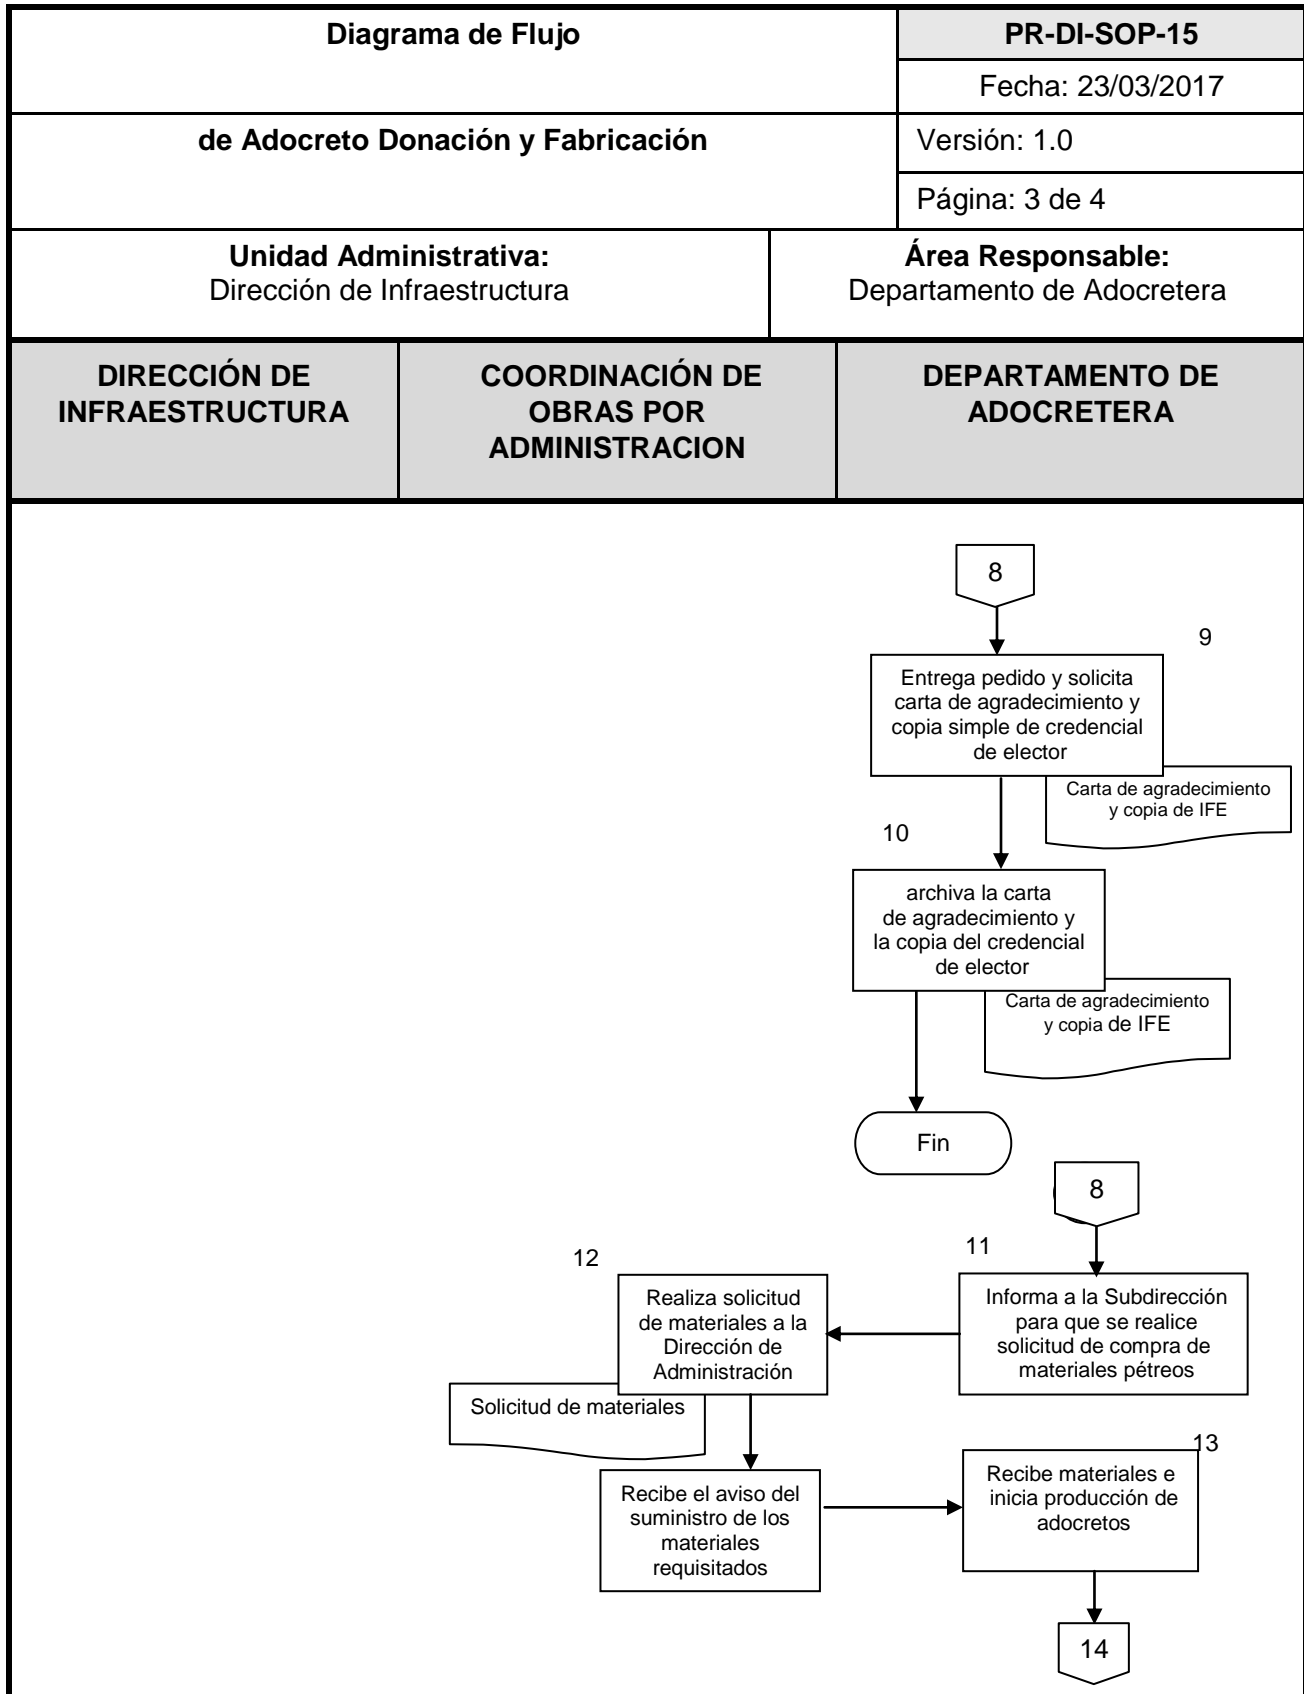 Diagrama de Flujo
PR-DI-SOP-15
Fecha: 23/03/2017
de Adocreto Donación y Fabricación
Versión: 1.0
Página: 3 de 4
Unidad Administrativa:
Dirección de Infraestructura
Área Responsable:
Departamento de Adocretera
DIRECCIÓN DE
INFRAESTRUCTURA
COORDINACIÓN DE
OBRAS POR
ADMINISTRACION
DEPARTAMENTO DE
ADOCRETERA
8
9
Entrega pedido y solicita
carta de agradecimiento y
copia simple de credencial
de elector
Carta de agradecimiento
y copia de IFE
10
archiva la carta
de agradecimiento y
la copia del credencial
de elector
Carta de agradecimiento
y copia de IFE
Fin
8
11
Informa a la Subdirección
para que se realice
solicitud de compra de
materiales pétreos
12
Realiza solicitud
de materiales a la
Dirección de
Administración
Solicitud de materiales
Recibe el aviso del
suministro de los
materiales
requisitados
13
Recibe materiales e
inicia producción de
adocretos
14